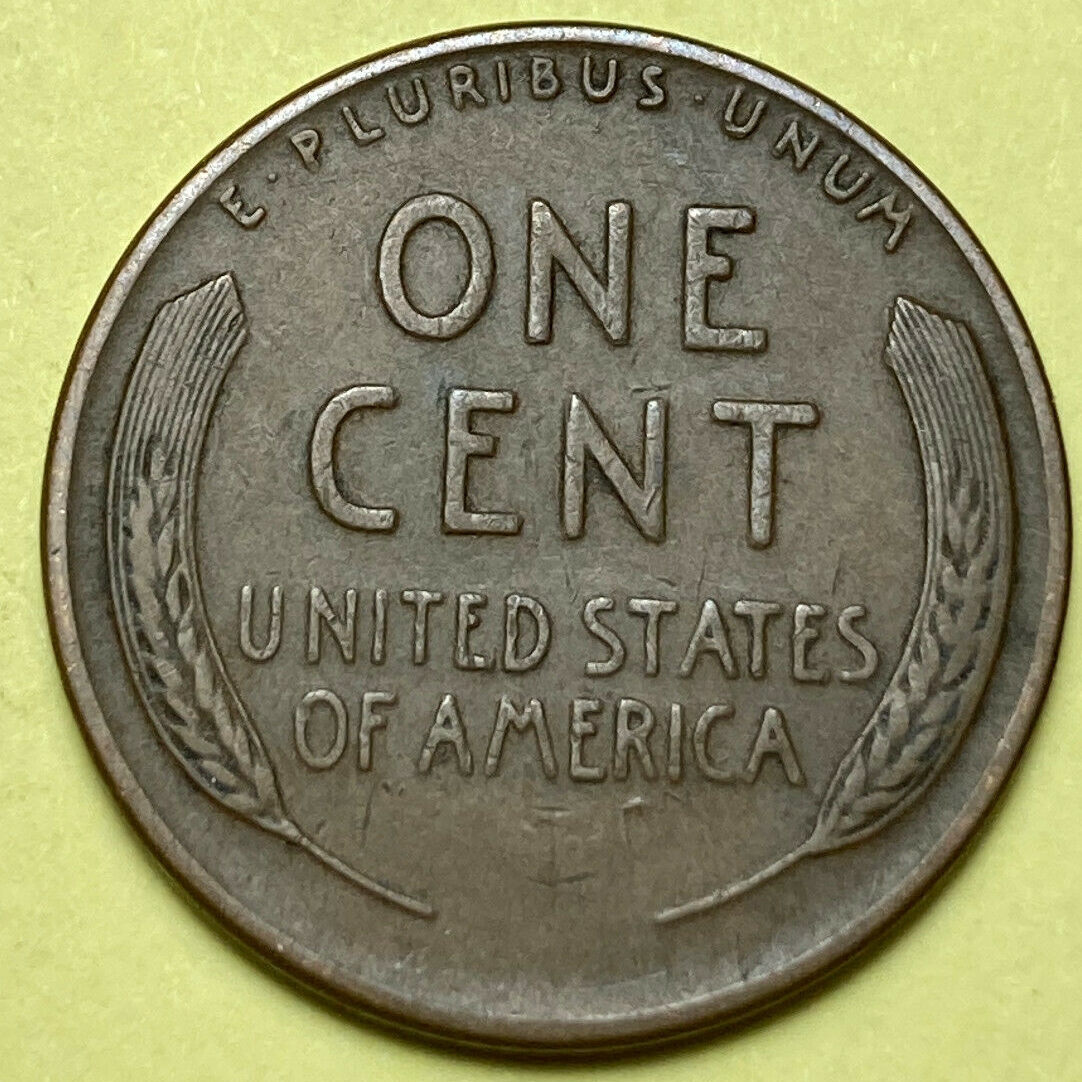 E · PLURIBUS · UNUM
ONE
CENT
UNITED STATES
OF AMERICA